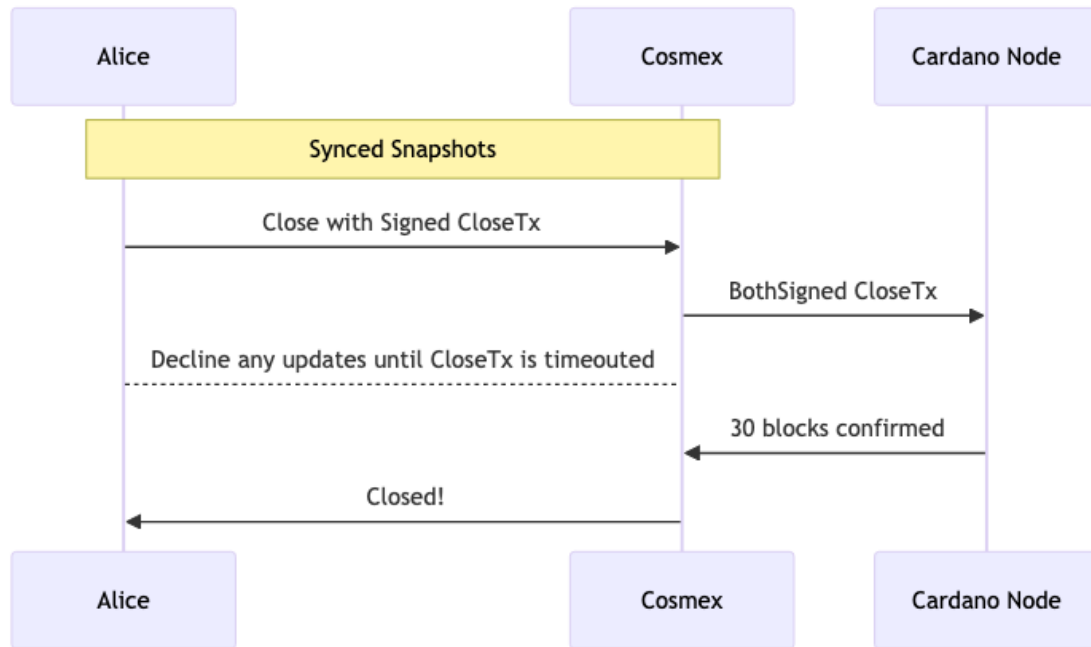 Alice
Cosmex
Cardano Node
Synced Snapshots
Close with Signed CloseTx
BothSigned CloseTx
Decline any updates until CloseTx is timeouted
30 blocks confirmed
Closed!
Alice
Cosmex
Cardano Node